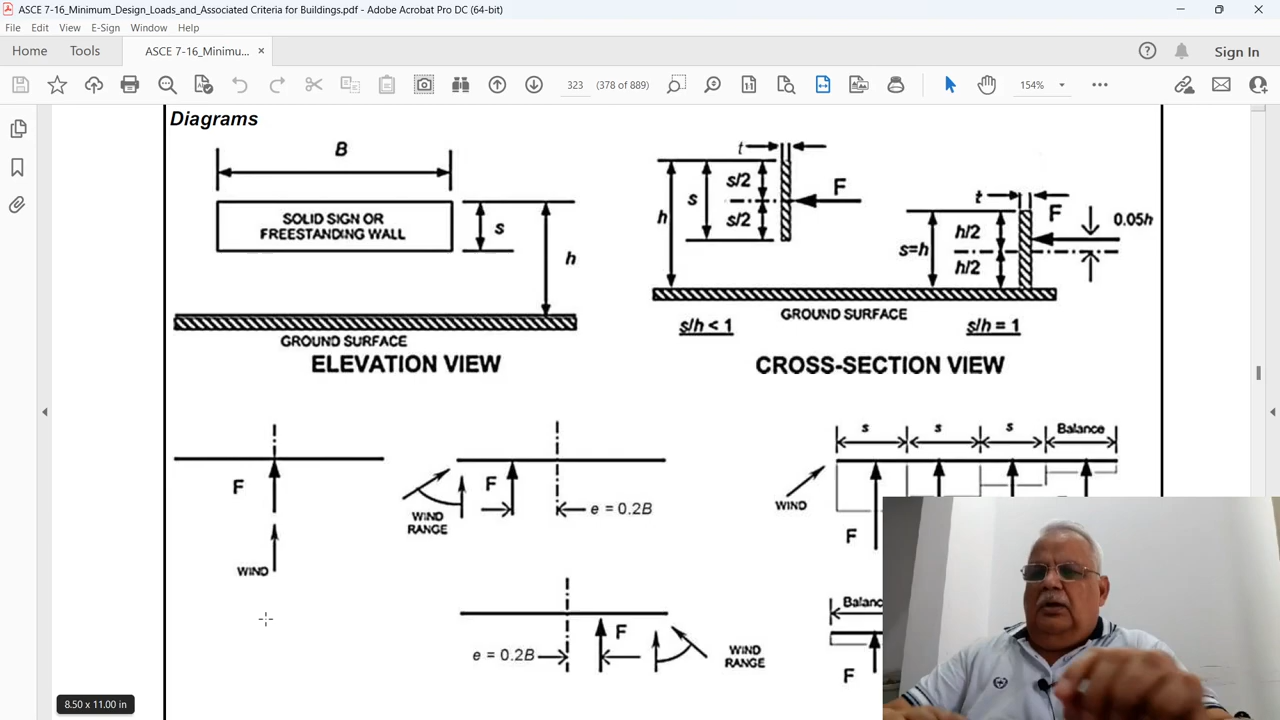 ASCE 7-16_Minimum_Design_Loads_and_Associated Criteria for Buildings.pdf - Adobe Acrobat Pro DC (64-bit)
File Edit View E-Sign Window Help
Home Tools ASCE 7-16_Minimu... × Sign In
323 (378 of 889) 154%
Diagrams
B
SOLID SIGN OR
FREESTANDING WALL
s
h
GROUND SURFACE
ELEVATION VIEW
t
h
s
s/2
s/2
F
s/h < 1
t
F
0.05h
h/2
s=h
h/2
GROUND SURFACE
s/h = 1
CROSS-SECTION VIEW
F
WIND
F
WIND
RANGE
e = 0.2B
F
e = 0.2B
WIND
RANGE
s s s Balance
WIND
F
F
8.50 x 11.00 in